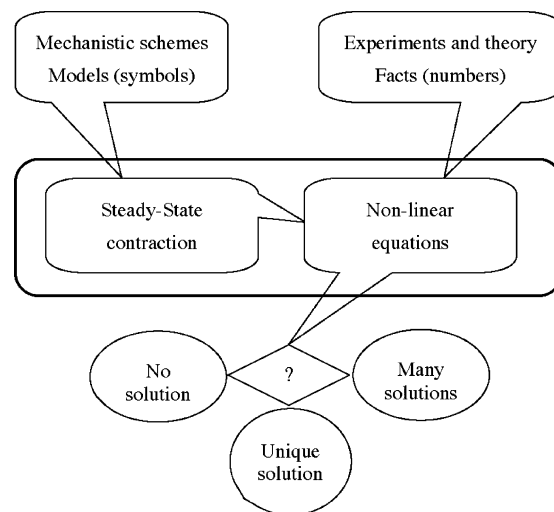 Mechanistic schemes
Models (symbols)
Experiments and theory
Facts (numbers)
Steady-State
contraction
Non-linear
equations
No
solution
?
Many
solutions
Unique
solution